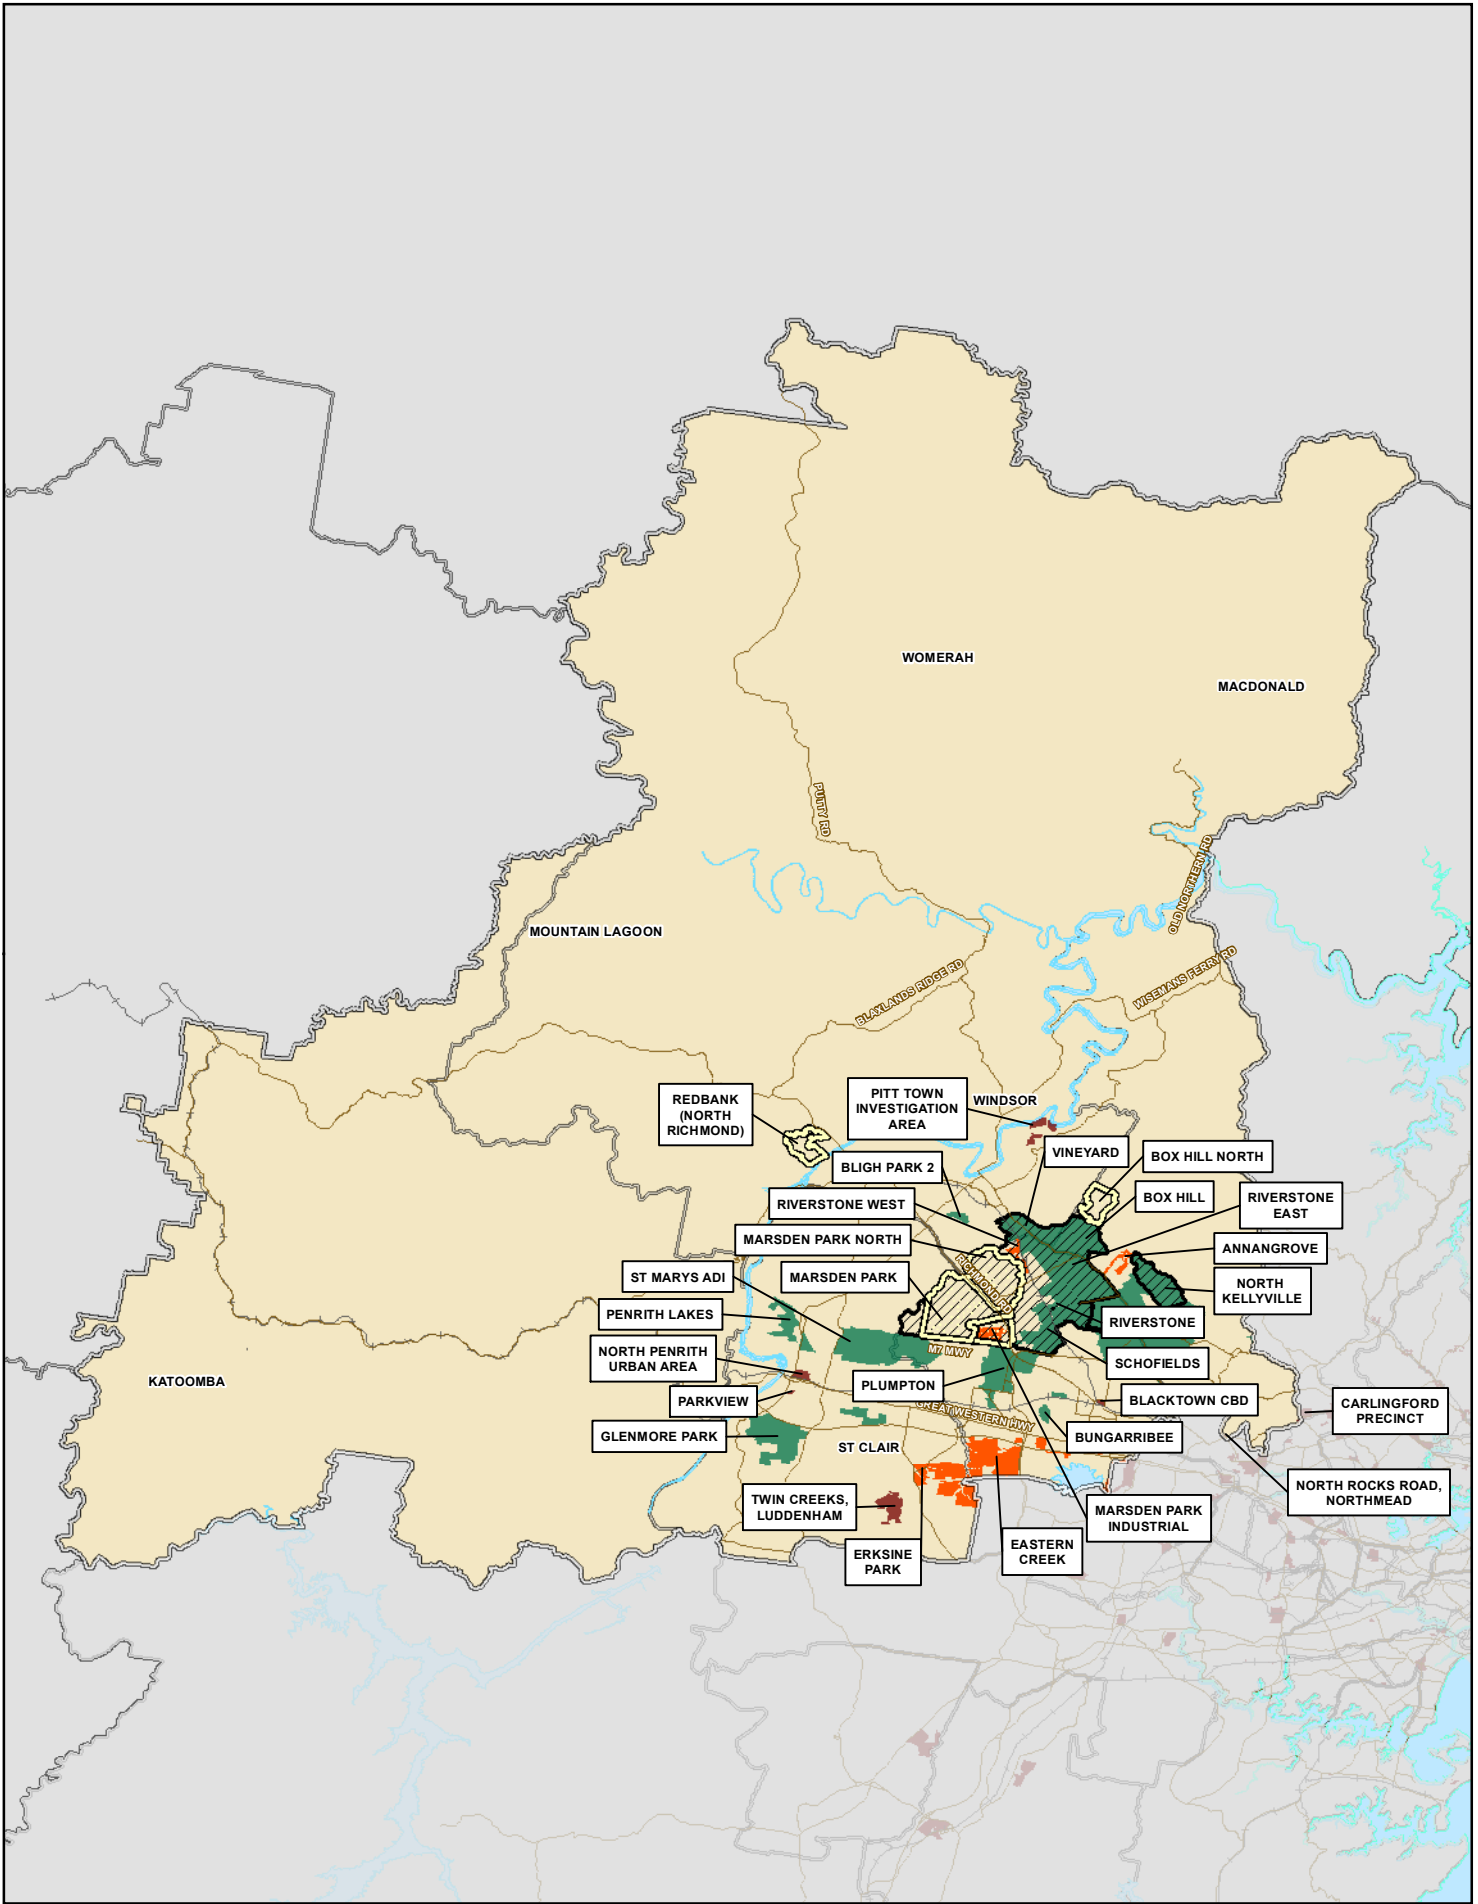 WOMERAH
MACDONALD
PUTTY RD
OLD NORTHERN RD
MOUNTAIN LAGOON
BLAXLANDS RIDGE RD
WISEMANS FERRY RD
REDBANK
(NORTH
RICHMOND)
PITT TOWN
INVESTIGATION
AREA
WINDSOR
VINEYARD
BOX HILL NORTH
BLIGH PARK 2
BOX HILL
RIVERSTONE
EAST
RIVERSTONE WEST
MARSDEN PARK NORTH
ANNANGROVE
ST MARYS ADI
MARSDEN PARK
RICHMOND RD
NORTH
KELLYVILLE
PENRITH LAKES
RIVERSTONE
NORTH PENRITH
URBAN AREA
M7 MWY
SCHOFIELDS
KATOOMBA
PLUMPTON
PARKVIEW
BLACKTOWN CBD
CARLINGFORD
PRECINCT
GREAT WESTERN HWY
GLENMORE PARK
ST CLAIR
BUNGARRIBEE
TWIN CREEKS,
LUDDENHAM
NORTH ROCKS ROAD,
NORTHMEAD
MARSDEN PARK
INDUSTRIAL
ERKSINE
PARK
EASTERN
CREEK